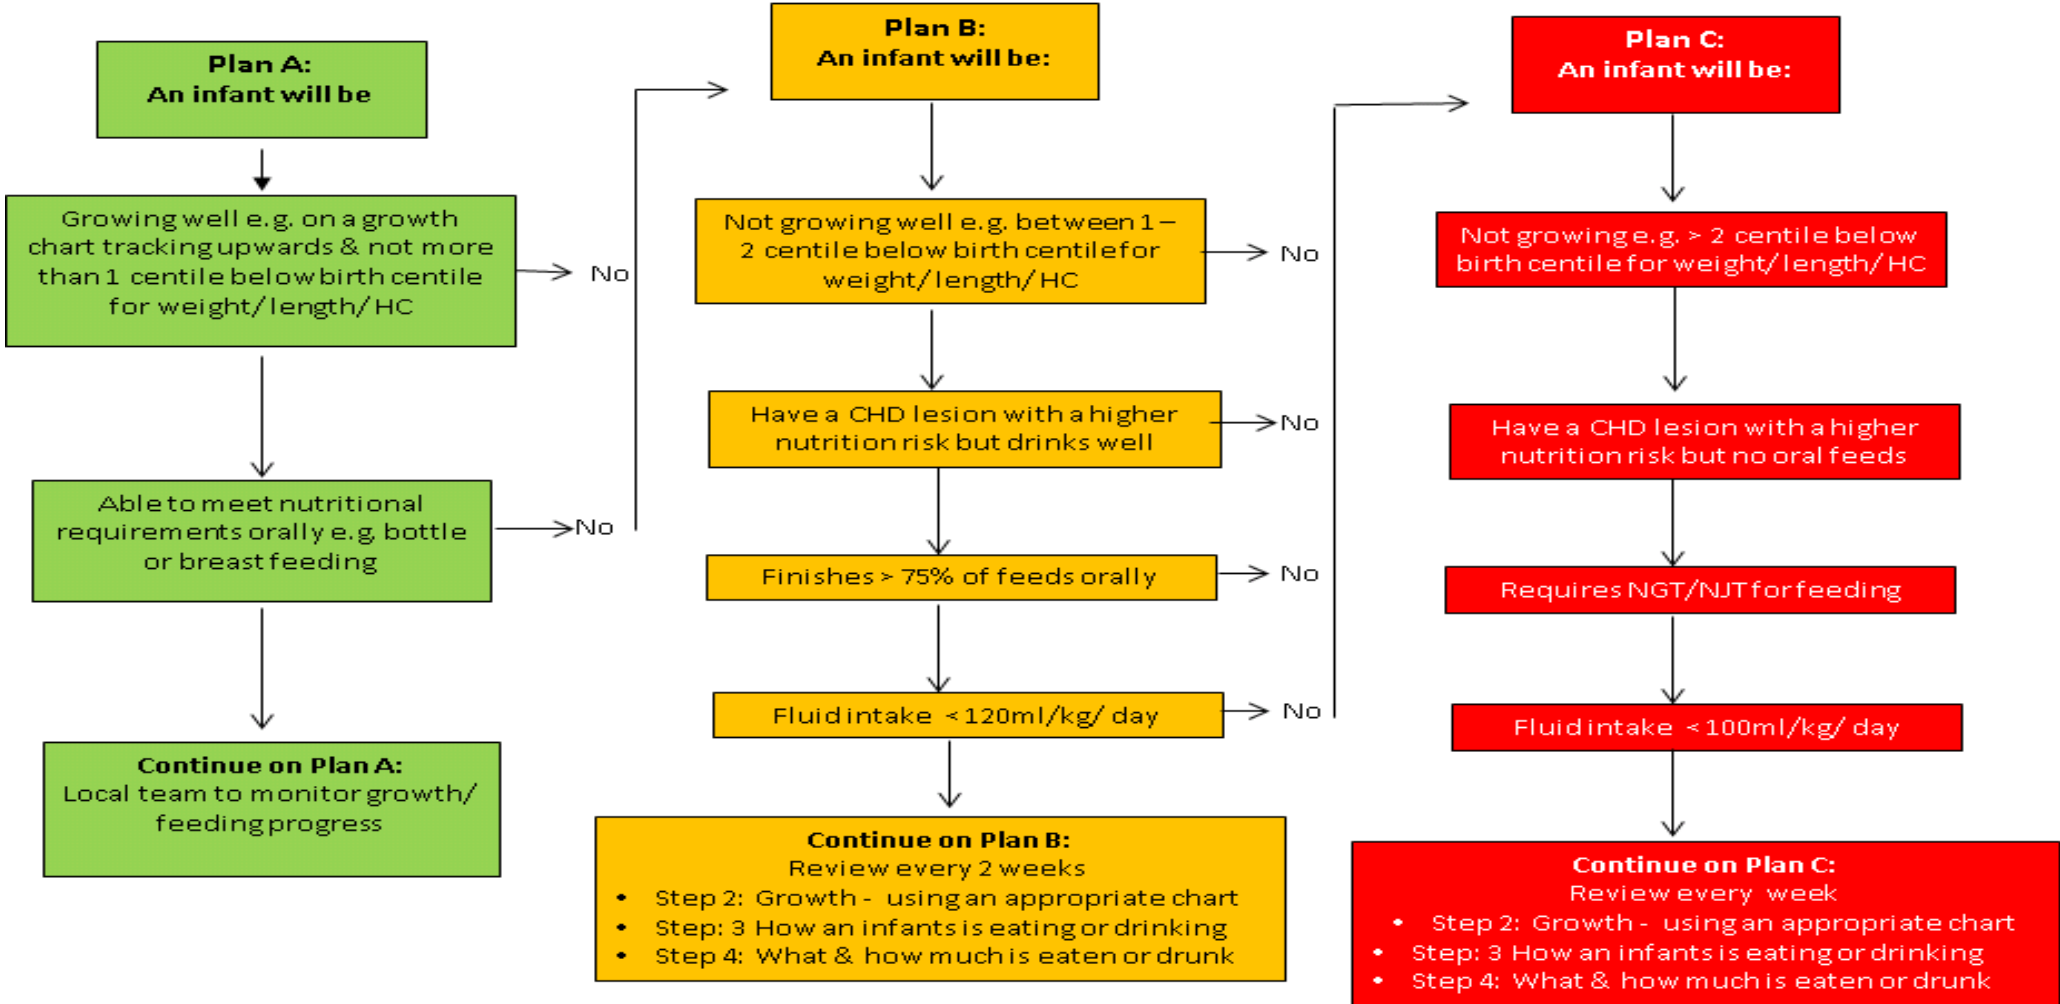 Plan A:
An infant will be
Growing well e.g. on a growth
chart tracking upwards & not more
than 1 centile below birth centile
for weight/length/HC
No
Able to meet nutritional
requirements orally e.g. bottle
or breast feeding
No
Continue on Plan A:
Local team to monitor growth/
feeding progress
Plan B:
An infant will be:
Not growing well e.g. between 1 –
2 centile below birth centile for
weight/length/HC
No
Have a CHD lesion with a higher
nutrition risk but drinks well
No
Finishes > 75% of feeds orally
No
Fluid intake <120ml/kg/day
No
Continue on Plan B:
Review every 2 weeks
• Step 2: Growth - using an appropriate chart
• Step: 3 How an infants is eating or drinking
• Step 4: What & how much is eaten or drunk
Plan C:
An infant will be:
Not growing e.g. > 2 centile below
birth centile for weight/length/HC
Have a CHD lesion with a higher
nutrition risk but no oral feeds
Requires NGT/NJT for feeding
Fluid intake <100ml/kg/day
Continue on Plan C:
Review every week
• Step 2: Growth - using an appropriate chart
• Step: 3 How an infants is eating or drinking
• Step 4: What & how much is eaten or drunk